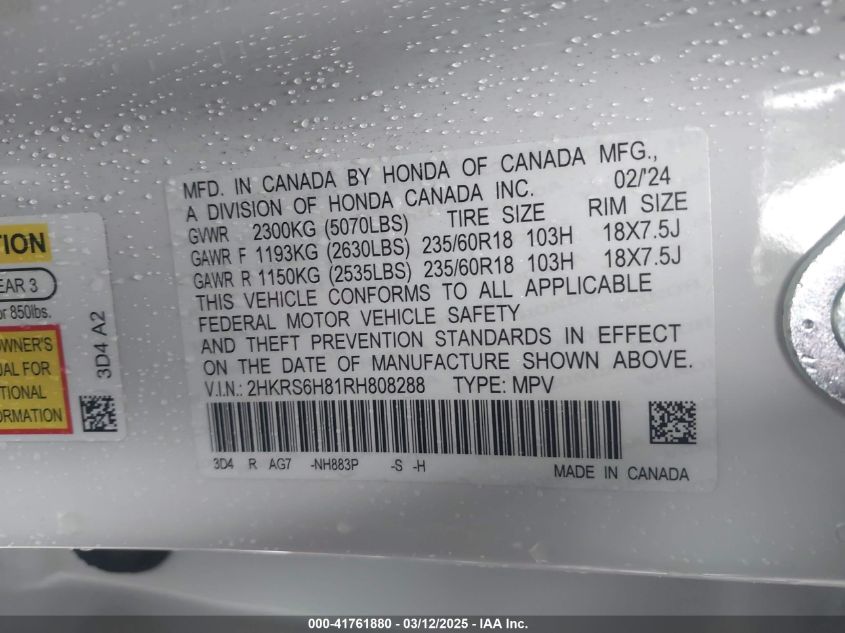 MFD. IN CANADA BY HONDA OF CANADA MFG.,
A DIVISION OF HONDA CANADA INC. 02/'24
GVWR 2300KG (5070LBS) TIRE SIZE RIM SIZE
GAWR F 1193KG (2630LBS) 235/60R18 103H 18X7.5J
GAWR R 1150KG (2535LBS) 235/60R18 103H 18X7.5J
THIS VEHICLE CONFORMS TO ALL APPLICABLE
FEDERAL MOTOR VEHICLE SAFETY
AND THEFT PREVENTION STANDARDS IN EFFECT
ON THE DATE OF MANUFACTURE SHOWN ABOVE.
V.I.N.: 2HKRS6H81RH808288 TYPE: MPV
3D4 R AG7 -NH883P -S -H
MADE IN CANADA
TION
EAR 3
or 850lbs.
OWNER'S
UAL FOR
TIONAL
FORMATION
3D4 A2
000-41761880 - 03/12/2025 - IAA Inc.